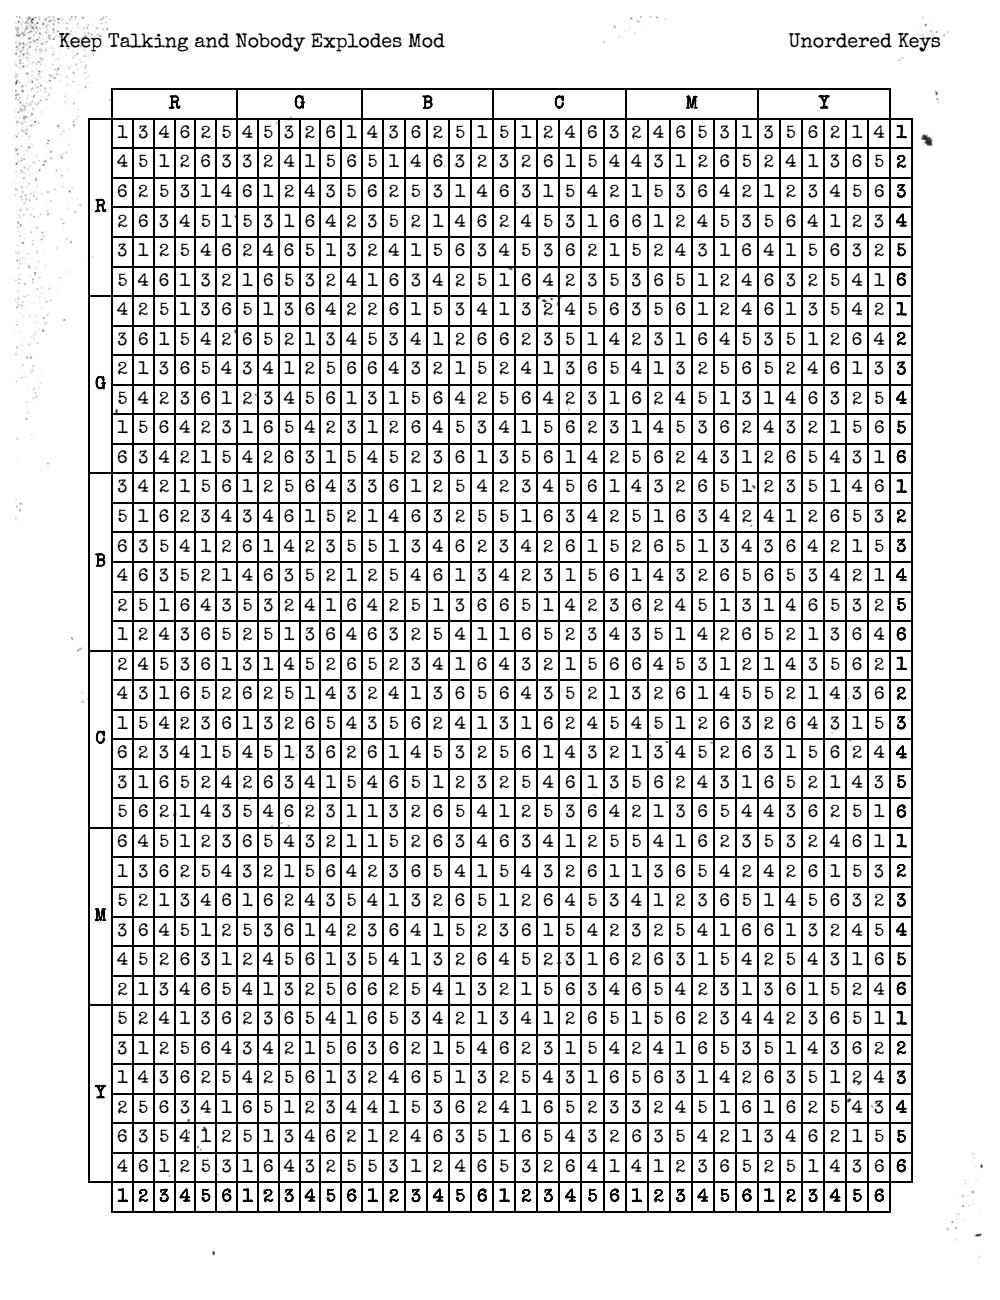 Keep Talking and Nobody Explodes Mod Unordered Keys
R G B C M Y
1 3 4 6 2 5 4 5 3 2 6 1 4 3 6 2 5 1 5 1 2 4 6 3 2 4 6 5 3 1 3 5 6 2 1 4 1
4 5 1 2 6 3 3 2 4 1 5 6 5 1 4 6 3 2 3 2 6 1 5 4 4 3 1 2 6 5 2 4 1 3 6 5 2
6 2 5 3 1 4 6 1 2 4 3 5 6 2 5 3 1 4 6 3 1 5 4 2 1 5 3 6 4 2 1 2 3 4 5 6 3
R
2 6 3 4 5 1 5 3 1 6 4 2 3 5 2 1 4 6 2 4 5 3 1 6 6 1 2 4 5 3 5 6 4 1 2 3 4
3 1 2 5 4 6 2 4 6 5 1 3 2 4 1 5 6 3 4 5 3 6 2 1 5 2 4 3 1 6 4 1 5 6 3 2 5
5 4 6 1 3 2 1 6 5 3 2 4 1 6 3 4 2 5 1 6 4 2 3 5 3 6 5 1 2 4 6 3 2 5 4 1 6
4 2 5 1 3 6 5 1 3 6 4 2 2 6 1 5 3 4 1 3 2 4 5 6 3 5 6 1 2 4 6 1 3 5 4 2 1
3 6 1 5 4 2 6 5 2 1 3 4 5 3 4 1 2 6 6 2 3 5 1 4 2 3 1 6 4 5 3 5 1 2 6 4 2
2 1 3 6 5 4 3 4 1 2 5 6 6 4 3 2 1 5 2 4 1 3 6 5 4 1 3 2 5 6 5 2 4 6 1 3 3
G
5 4 2 3 6 1 2 3 4 5 6 1 3 1 5 6 4 2 5 6 4 2 3 1 6 2 4 5 1 3 1 4 6 3 2 5 4
1 5 6 4 2 3 1 6 5 4 2 3 1 2 6 4 5 3 4 1 5 6 2 3 1 4 5 3 6 2 4 3 2 1 5 6 5
6 3 4 2 1 5 4 2 6 3 1 5 4 5 2 3 6 1 3 5 6 1 4 2 5 6 2 4 3 1 2 6 5 4 3 1 6
3 4 2 1 5 6 1 2 5 6 4 3 3 6 1 2 5 4 2 3 4 5 6 1 4 3 2 6 5 1 2 3 5 1 4 6 1
5 1 6 2 3 4 3 4 6 1 5 2 1 4 6 3 2 5 5 1 6 3 4 2 5 1 6 3 4 2 4 1 2 6 5 3 2
6 3 5 4 1 2 6 1 4 2 3 5 5 1 3 4 6 2 3 4 2 6 1 5 2 6 5 1 3 4 3 6 4 2 1 5 3
B
4 6 3 5 2 1 4 6 3 5 2 1 2 5 4 6 1 3 4 2 3 1 5 6 1 4 3 2 6 5 6 5 3 4 2 1 4
2 5 1 6 4 3 5 3 2 4 1 6 4 2 5 1 3 6 6 5 1 4 2 3 6 2 4 5 1 3 1 4 6 5 3 2 5
1 2 4 3 6 5 2 5 1 3 6 4 6 3 2 5 4 1 1 6 5 2 3 4 3 5 1 4 2 6 5 2 1 3 6 4 6
2 4 5 3 6 1 3 1 4 5 2 6 5 2 3 4 1 6 4 3 2 1 5 6 6 4 5 3 1 2 1 4 3 5 6 2 1
4 3 1 6 5 2 6 2 5 1 4 3 2 4 1 3 6 5 6 4 3 5 2 1 3 2 6 1 4 5 5 2 1 4 3 6 2
1 5 4 2 3 6 1 3 2 6 5 4 3 5 6 2 4 1 3 1 6 2 4 5 4 5 1 2 6 3 2 6 4 3 1 5 3
C
6 2 3 4 1 5 4 5 1 3 6 2 6 1 4 5 3 2 5 6 1 4 3 2 1 3 4 5 2 6 3 1 5 6 2 4 4
3 1 6 5 2 4 2 6 3 4 1 5 4 6 5 1 2 3 2 5 4 6 1 3 5 6 2 4 3 1 6 5 2 1 4 3 5
5 6 2 1 4 3 5 4 6 2 3 1 1 3 2 6 5 4 1 2 5 3 6 4 2 1 3 6 5 4 4 3 6 2 5 1 6
6 4 5 1 2 3 6 5 4 3 2 1 1 5 2 6 3 4 6 3 4 1 2 5 5 4 1 6 2 3 5 3 2 4 6 1 1
1 3 6 2 5 4 3 2 1 5 6 4 2 3 6 5 4 1 5 4 3 2 6 1 1 3 6 5 4 2 4 2 6 1 5 3 2
5 2 1 3 4 6 1 6 2 4 3 5 4 1 3 2 6 5 1 2 6 4 5 3 4 1 2 3 6 5 1 4 5 6 3 2 3
M
3 6 4 5 1 2 5 3 6 1 4 2 3 6 4 1 5 2 3 6 1 5 4 2 3 2 5 4 1 6 6 1 3 2 4 5 4
4 5 2 6 3 1 2 4 5 6 1 3 5 4 1 3 2 6 4 5 2 3 1 6 2 6 3 1 5 4 2 5 4 3 1 6 5
2 1 3 4 6 5 4 1 3 2 5 6 6 2 5 4 1 3 2 1 5 6 3 4 6 5 4 2 3 1 3 6 1 5 2 4 6
5 2 4 1 3 6 2 3 6 5 4 1 6 5 3 4 2 1 3 4 1 2 6 5 1 5 6 2 3 4 4 2 3 6 5 1 1
3 1 2 5 6 4 3 4 2 1 5 6 3 6 2 1 5 4 6 2 3 1 5 4 2 4 1 6 5 3 5 1 4 3 6 2 2
1 4 3 6 2 5 4 2 5 6 1 3 2 4 6 5 1 3 2 5 4 3 1 6 5 6 3 1 4 2 6 3 5 1 2 4 3
Y
2 5 6 3 4 1 6 5 1 2 3 4 4 1 5 3 6 2 4 1 6 5 2 3 3 2 4 5 1 6 1 6 2 5 4 3 4
6 3 5 4 1 2 5 1 3 4 6 2 1 2 4 6 3 5 1 6 5 4 3 2 6 3 5 4 2 1 3 4 6 2 1 5 5
4 6 1 2 5 3 1 6 4 3 2 5 5 3 1 2 4 6 5 3 2 6 4 1 4 1 2 3 6 5 2 5 1 4 3 6 6
1 2 3 4 5 6 1 2 3 4 5 6 1 2 3 4 5 6 1 2 3 4 5 6 1 2 3 4 5 6 1 2 3 4 5 6